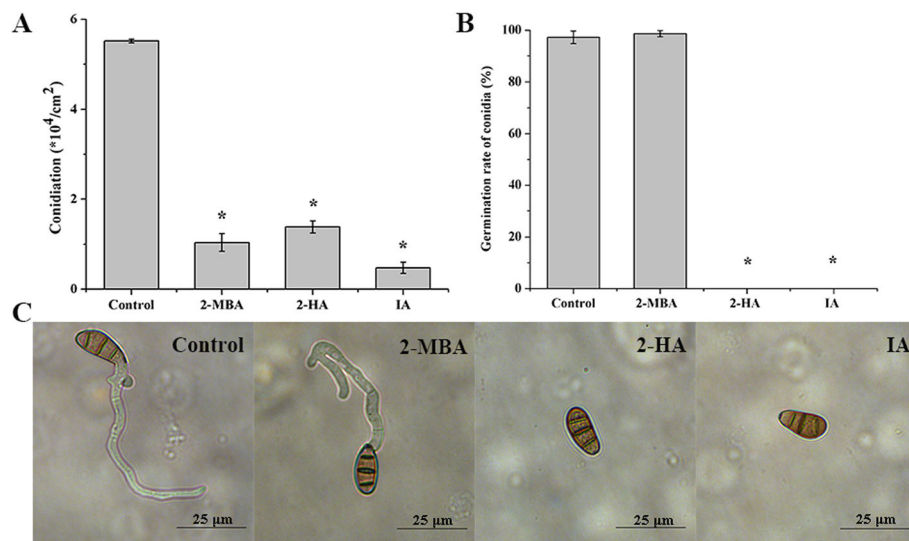 A
Conidiation (*10⁴/cm²)
6
4
2
0
*
*
*
Control
2-MBA
2-HA
IA
B
Germination rate of conidia (%)
100
80
60
40
20
0
*
*
Control
2-MBA
2-HA
IA
C
Control
25 μm
2-MBA
25 μm
2-HA
25 μm
IA
25 μm